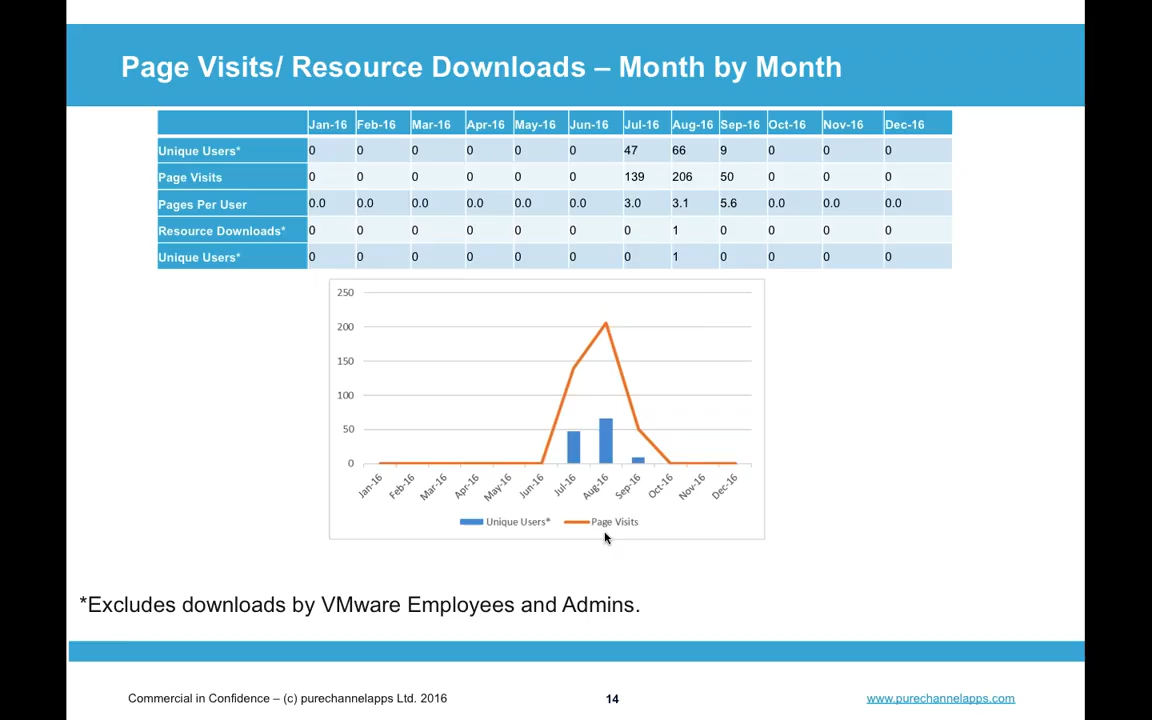 Page Visits/ Resource Downloads – Month by Month
Jan-16 Feb-16 Mar-16 Apr-16 May-16 Jun-16 Jul-16 Aug-16 Sep-16 Oct-16 Nov-16 Dec-16
Unique Users* 0 0 0 0 0 0 47 66 9 0 0 0
Page Visits 0 0 0 0 0 0 139 206 50 0 0 0
Pages Per User 0.0 0.0 0.0 0.0 0.0 0.0 3.0 3.1 5.6 0.0 0.0 0.0
Resource Downloads* 0 0 0 0 0 0 0 1 0 0 0 0
Unique Users* 0 0 0 0 0 0 0 1 0 0 0 0
250
200
150
100
50
0
Jan-16 Feb-16 Mar-16 Apr-16 May-16 Jun-16 Jul-16 Aug-16 Sep-16 Oct-16 Nov-16 Dec-16
Unique Users* Page Visits
*Excludes downloads by VMware Employees and Admins.
Commercial in Confidence – (c) purechannelapps Ltd. 2016 14 www.purechannelapps.com